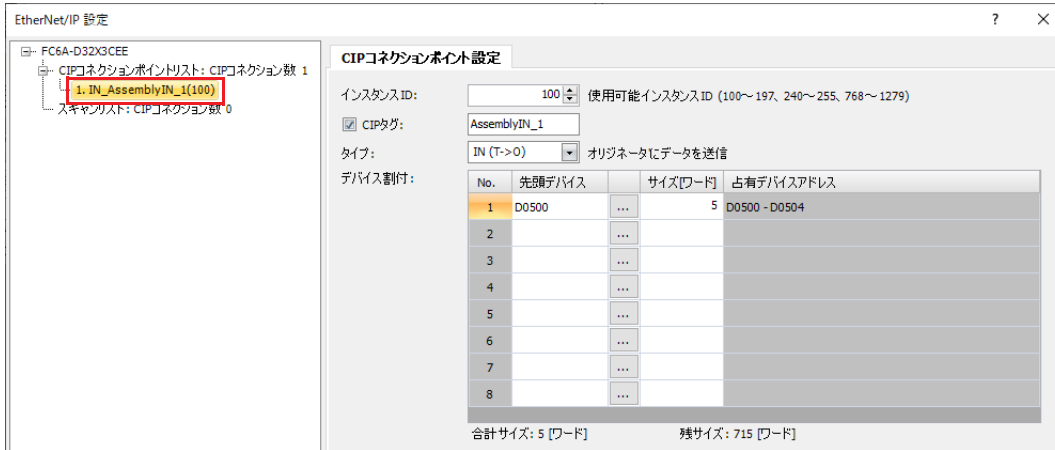 EtherNet/IP 設定
? ×
FC6A-D32X3CEE
CIPコネクションポイントリスト: CIPコネクション数 1
1. IN_AssemblyIN_1(100)
スキャンリスト: CIPコネクション数 0
CIPコネクションポイント設定
インスタンスID: 100 使用可能インスタンスID (100～197、240～255、768～1279)
CIPタグ: AssemblyIN_1
タイプ: IN (T->O) オリジネータにデータを送信
デバイス割付:
No. 先頭デバイス サイズ[ワード] 占有デバイスアドレス
1 D0500 ... 5 D0500 - D0504
2 ...
3 ...
4 ...
5 ...
6 ...
7 ...
8 ...
合計サイズ: 5 [ワード] 残サイズ: 715 [ワード]